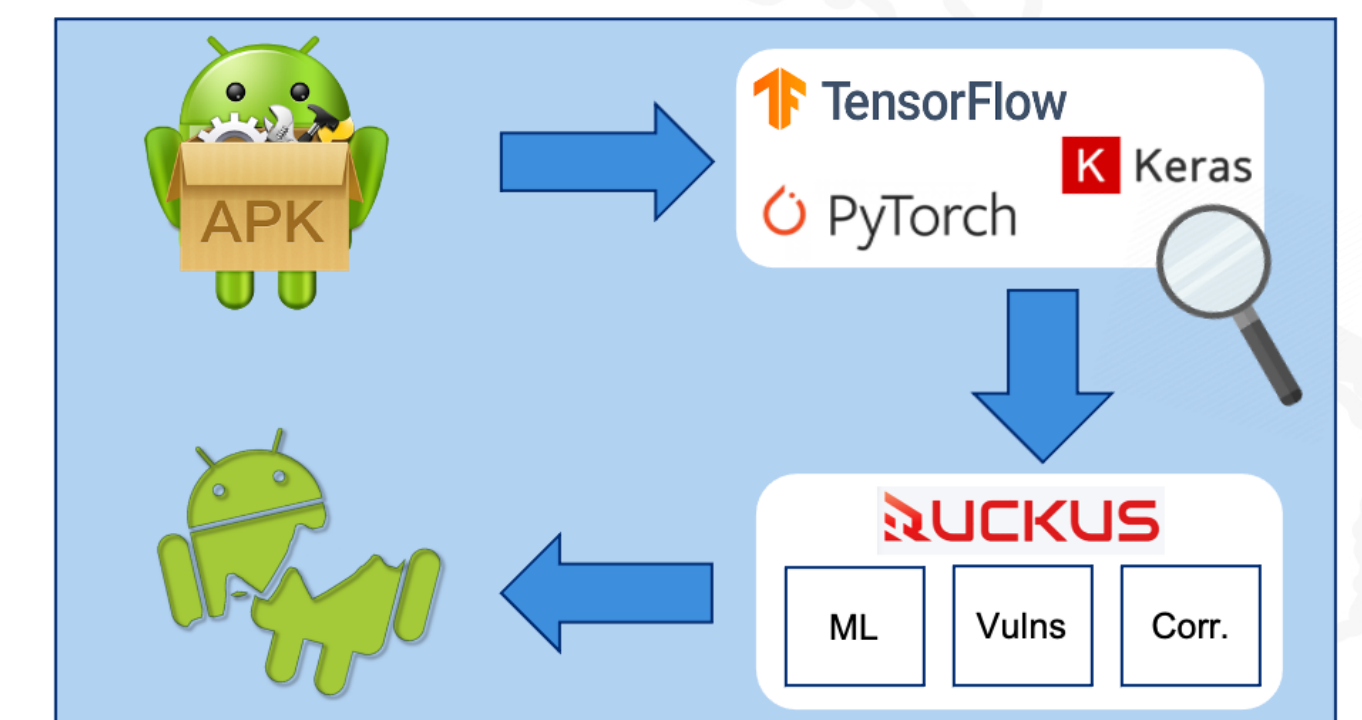 APK
TensorFlow
K Keras
PyTorch
RUCKUS
ML
Vulns
Corr.